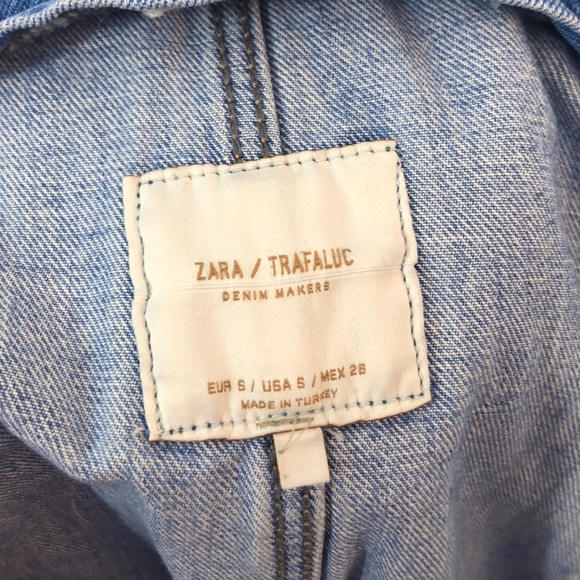 ZARA / TRAFALUC
DENIM MAKERS
EUR S / USA S / MEX 26
MADE IN TURKEY